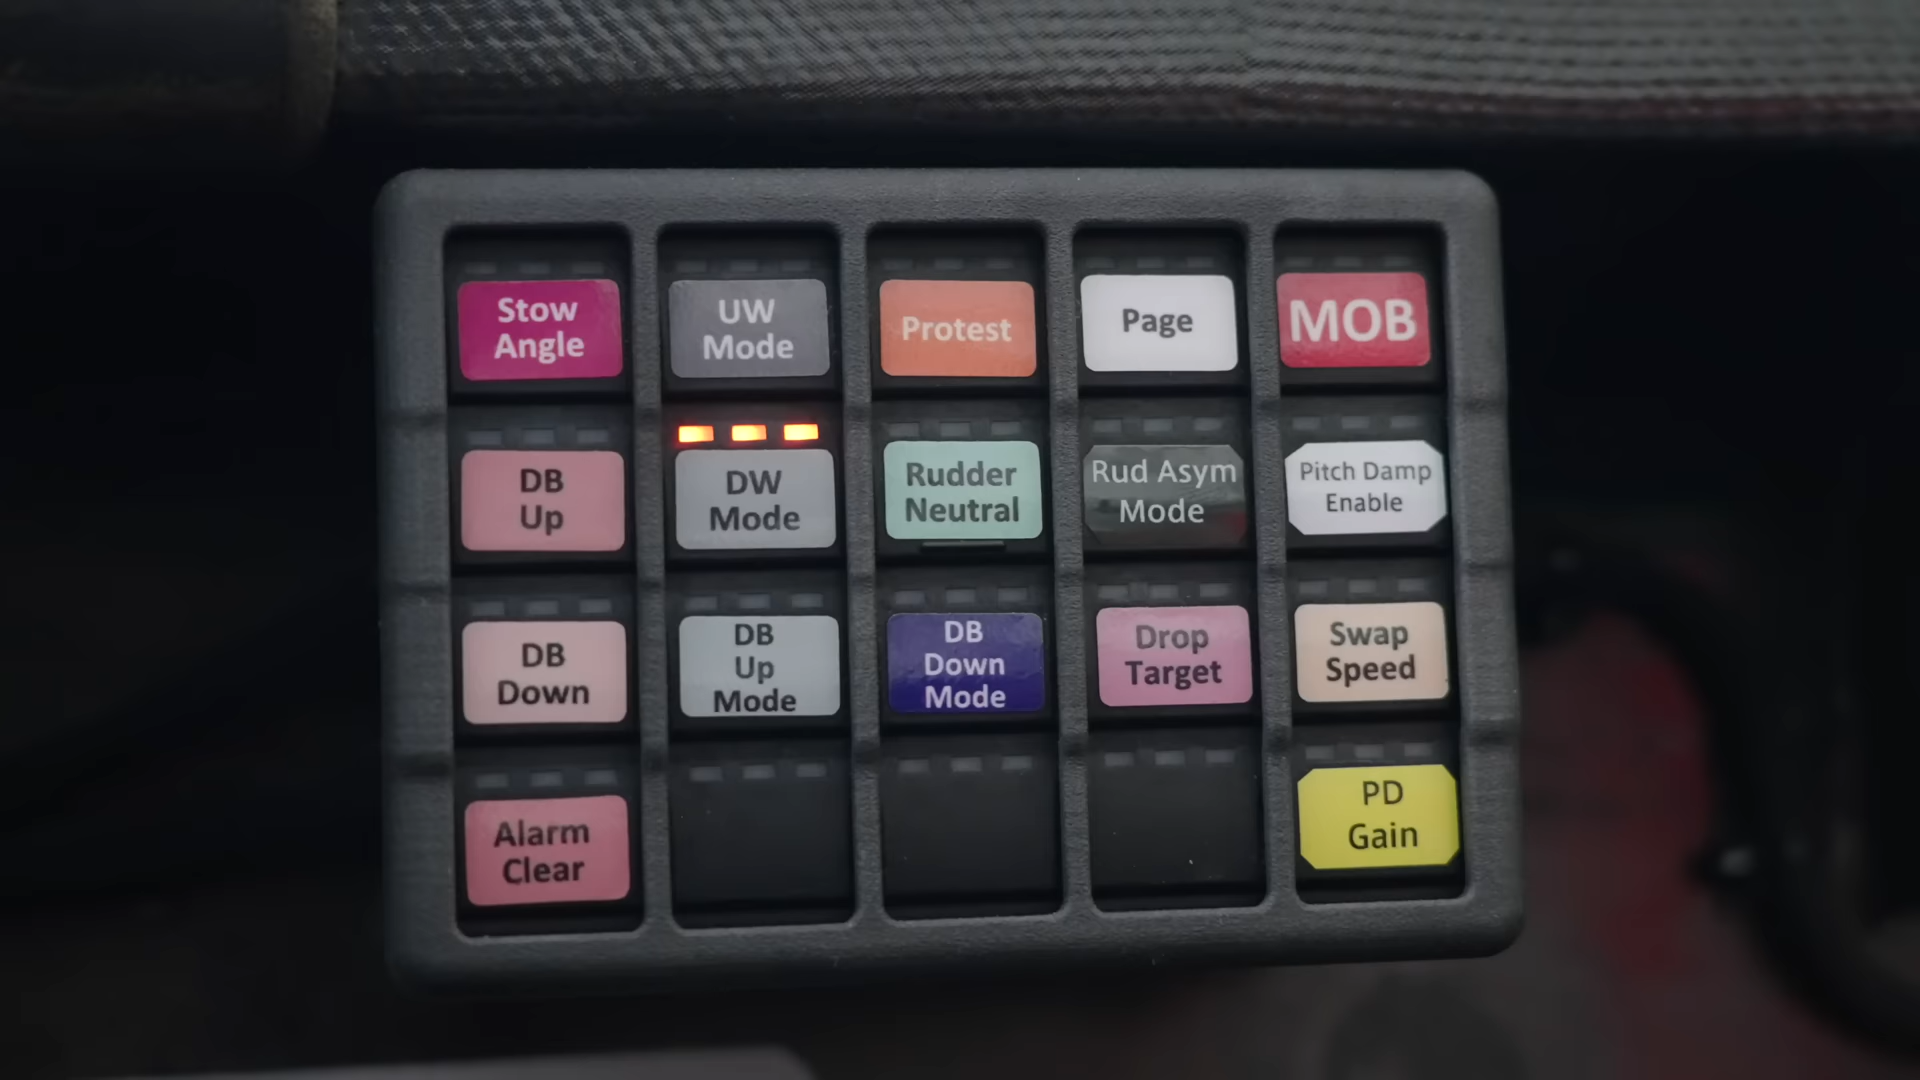 Stow
Angle
UW
Mode
Protest
Page
MOB
DB
Up
DW
Mode
Rudder
Neutral
Rud Asym
Mode
Pitch Damp
Enable
DB
Down
DB
Up
Mode
DB
Down
Mode
Drop
Target
Swap
Speed
Alarm
Clear
PD
Gain